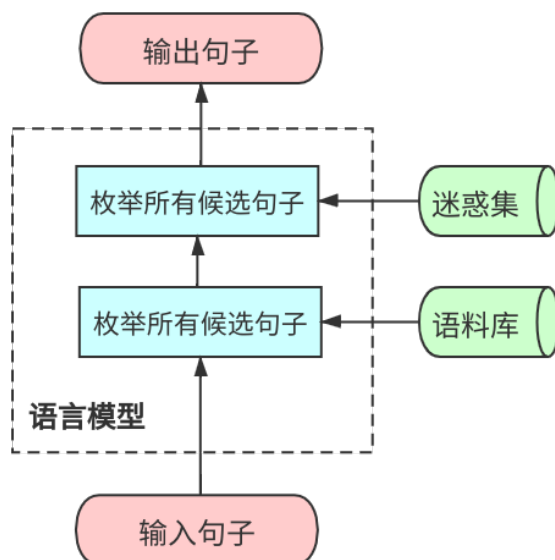 输出句子
枚举所有候选句子
迷惑集
枚举所有候选句子
语料库
语言模型
输入句子